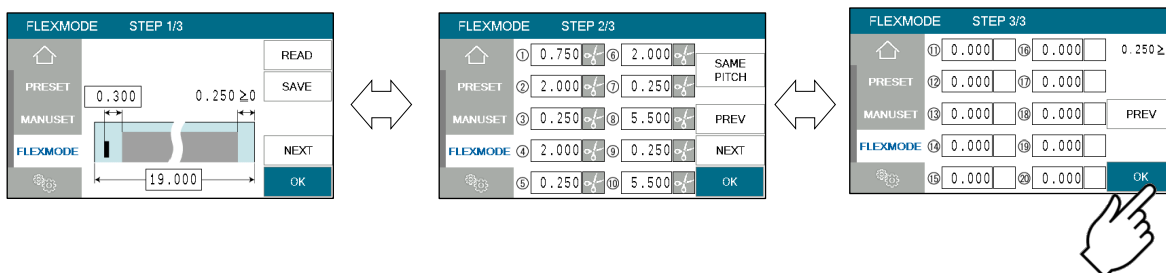 FLEXMODE STEP 1/3
READ
PRESET
SAVE
0.300
0.250 ≥0
MANUSET
FLEXMODE
NEXT
19.000
OK
FLEXMODE STEP 2/3
① 0.750 ⑥ 2.000
SAME
PITCH
PRESET ② 2.000 ⑦ 0.250
MANUSET ③ 0.250 ⑧ 5.500 PREV
FLEXMODE ④ 2.000 ⑨ 0.250 NEXT
⑤ 0.250 ⑩ 5.500 OK
FLEXMODE STEP 3/3
⑪ 0.000 ⑯ 0.000 0.250≥
PRESET ⑫ 0.000 ⑰ 0.000
MANUSET ⑬ 0.000 ⑱ 0.000 PREV
FLEXMODE ⑭ 0.000 ⑲ 0.000
⑮ 0.000 ⑳ 0.000 OK